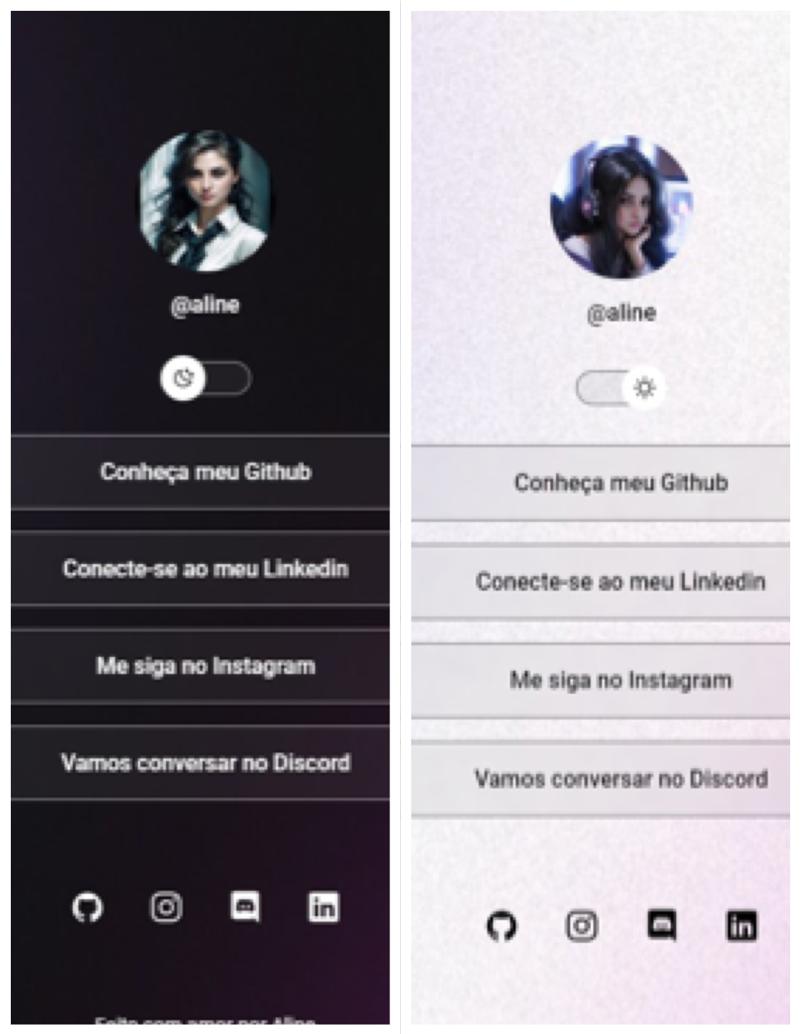 @aline
Conheça meu Github
Conecte-se ao meu Linkedin
Me siga no Instagram
Vamos conversar no Discord
in
Feito com amor por Aline
@aline
Conheça meu Github
Conecte-se ao meu Linkedin
Me siga no Instagram
Vamos conversar no Discord
in